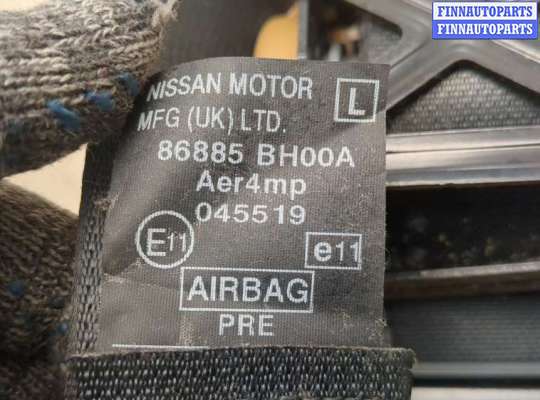 FINNAUTOPARTS
FINNAUTOPARTS
NISSAN MOTOR L
MFG (UK) LTD.
86885 BH00A
Aer4mp
045519
E11 e11
AIRBAG
PRE